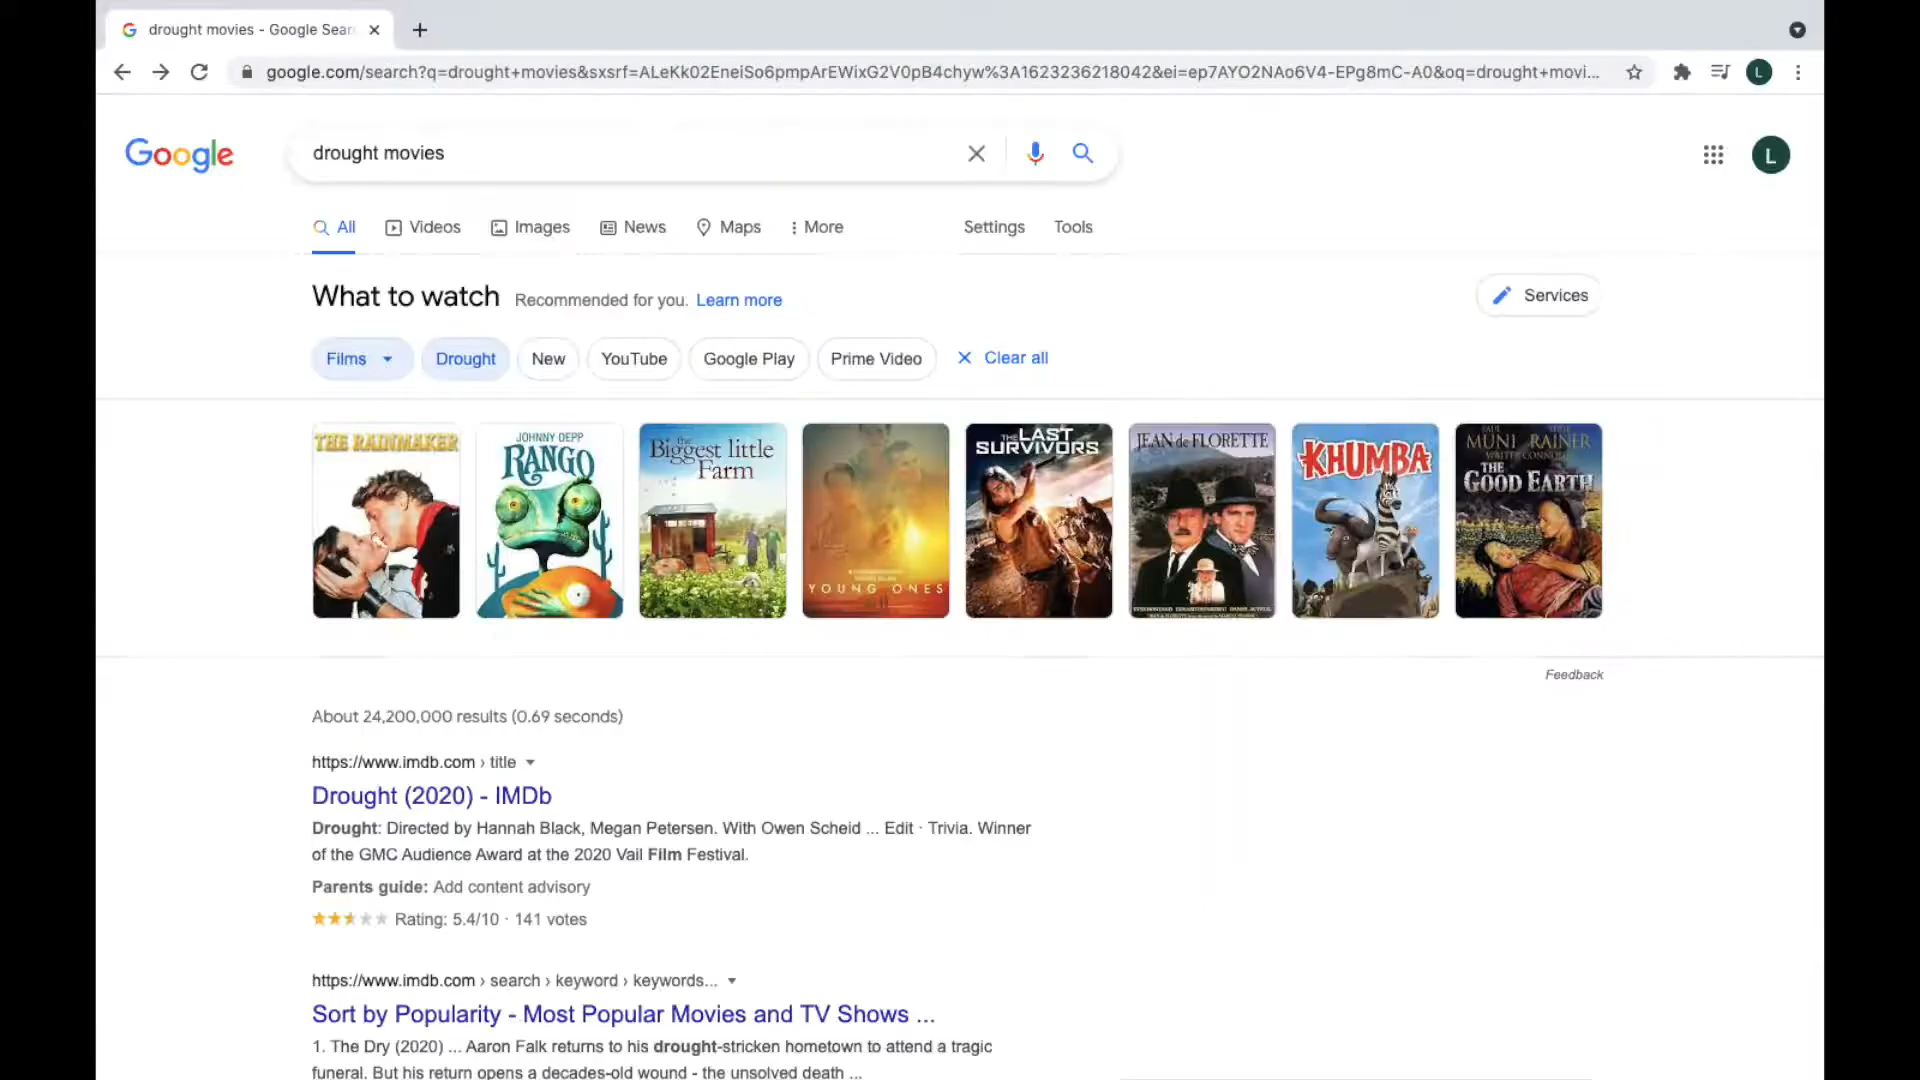 drought movies - Google Sear
google.com/search?q=drought+movies&sxsrf=ALeKk02EneiSo6pmpArEWixG2V0pB4chyw%3A1623236218042&ei=ep7AYO2NAo6V4-EPg8mC-A0&oq=drought+movi...
L
Google
drought movies
L
All
Videos
Images
News
Maps
More
Settings
Tools
What to watch
Recommended for you. Learn more
Services
Films
Drought
New
YouTube
Google Play
Prime Video
Clear all
THE RAINMAKER
JOHNNY DEPP
RANGO
the
Biggest little
Farm
YOUNG ONES
THE LAST
SURVIVORS
JEAN de FLORETTE
KHUMBA
MUNI RAINER
THE
GOOD EARTH
Feedback
About 24,200,000 results (0.69 seconds)
https://www.imdb.com › title
Drought (2020) - IMDb
Drought: Directed by Hannah Black, Megan Petersen. With Owen Scheid ... Edit · Trivia. Winner
of the GMC Audience Award at the 2020 Vail Film Festival.
Parents guide: Add content advisory
Rating: 5.4/10 · 141 votes
https://www.imdb.com › search › keyword › keywords...
Sort by Popularity - Most Popular Movies and TV Shows ...
1. The Dry (2020) ... Aaron Falk returns to his drought-stricken hometown to attend a tragic
funeral. But his return opens a decades-old wound - the unsolved death ...